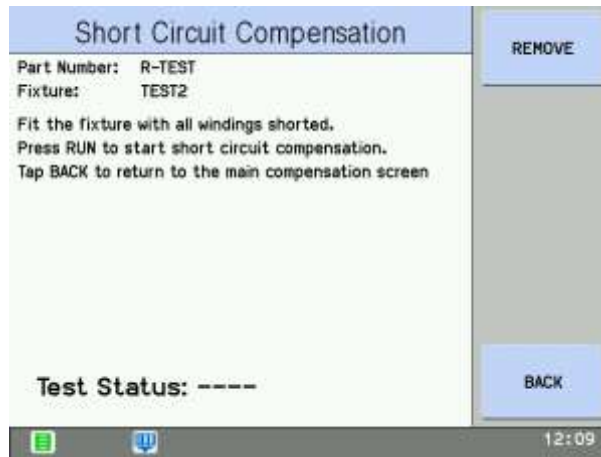 Short Circuit Compensation
REMOVE
Part Number: R-TEST
Fixture: TEST2
Fit the fixture with all windings shorted.
Press RUN to start short circuit compensation.
Tap BACK to return to the main compensation screen
Test Status: ----
BACK
12:09